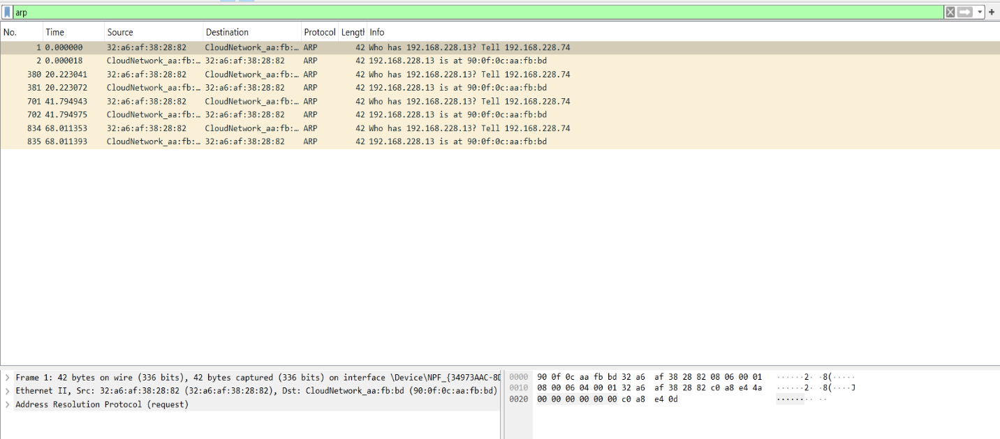 arp
No. Time Source Destination Protocol Length Info
1 0.000000 32:a6:af:38:28:82 CloudNetwork_aa:fb:… ARP 42 Who has 192.168.228.13? Tell 192.168.228.74
2 0.000018 CloudNetwork_aa:fb:… 32:a6:af:38:28:82 ARP 42 192.168.228.13 is at 90:0f:0c:aa:fb:bd
380 20.223041 32:a6:af:38:28:82 CloudNetwork_aa:fb:… ARP 42 Who has 192.168.228.13? Tell 192.168.228.74
381 20.223072 CloudNetwork_aa:fb:… 32:a6:af:38:28:82 ARP 42 192.168.228.13 is at 90:0f:0c:aa:fb:bd
701 41.794943 32:a6:af:38:28:82 CloudNetwork_aa:fb:… ARP 42 Who has 192.168.228.13? Tell 192.168.228.74
702 41.794975 CloudNetwork_aa:fb:… 32:a6:af:38:28:82 ARP 42 192.168.228.13 is at 90:0f:0c:aa:fb:bd
834 68.011353 32:a6:af:38:28:82 CloudNetwork_aa:fb:… ARP 42 Who has 192.168.228.13? Tell 192.168.228.74
835 68.011393 CloudNetwork_aa:fb:… 32:a6:af:38:28:82 ARP 42 192.168.228.13 is at 90:0f:0c:aa:fb:bd
Frame 1: 42 bytes on wire (336 bits), 42 bytes captured (336 bits) on interface \Device\NPF_{34973AAC-8D
Ethernet II, Src: 32:a6:af:38:28:82 (32:a6:af:38:28:82), Dst: CloudNetwork_aa:fb:bd (90:0f:0c:aa:fb:bd)
Address Resolution Protocol (request)
0000 90 0f 0c aa fb bd 32 a6 af 38 28 82 08 06 00 01 ······2· ·8(·····
0010 08 00 06 04 00 01 32 a6 af 38 28 82 c0 a8 e4 4a ······2· ·8(····J
0020 00 00 00 00 00 00 c0 a8 e4 0d ········ ··